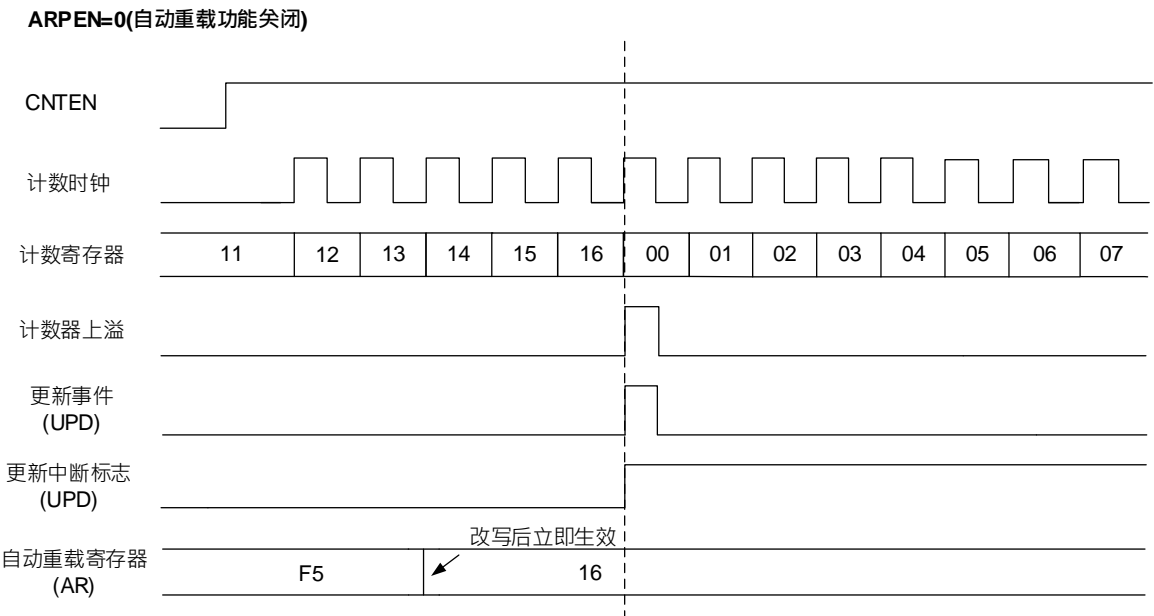 ARPEN=0(自动重载功能关闭)
CNTEN
计数时钟
计数寄存器
11 12 13 14 15 16 00 01 02 03 04 05 06 07
计数器上溢
更新事件
(UPD)
更新中断标志
(UPD)
改写后立即生效
自动重载寄存器
(AR)
F5 16